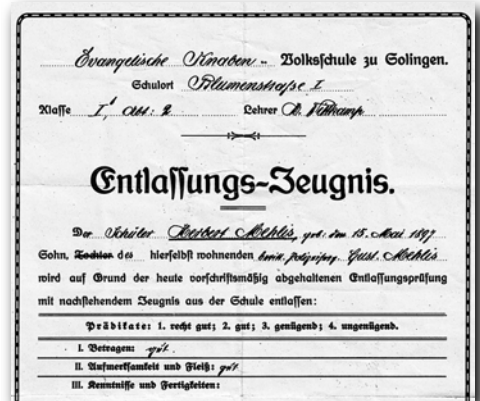 Evangelische Knaben - Volksschule zu Solingen.
Schulort Blumenstraße I
Klasse I, Abt: 2 Lehrer
Entlassungs-Zeugnis.
Der Schüler Herbert Mehlis, geb: den 15. Mai 1897
Sohn, Tochter des hierselbst wohnenden Gust. Mehlis
wird auf Grund der heute vorschriftsmäßig abgehaltenen Entlassungsprüfung
mit nachstehendem Zeugnis aus der Schule entlassen:
Prädikate: 1. recht gut; 2. gut; 3. genügend; 4. ungenügend.
I. Betragen: gut.
II. Aufmerksamkeit und Fleiß: gut.
III. Kenntnisse und Fertigkeiten: